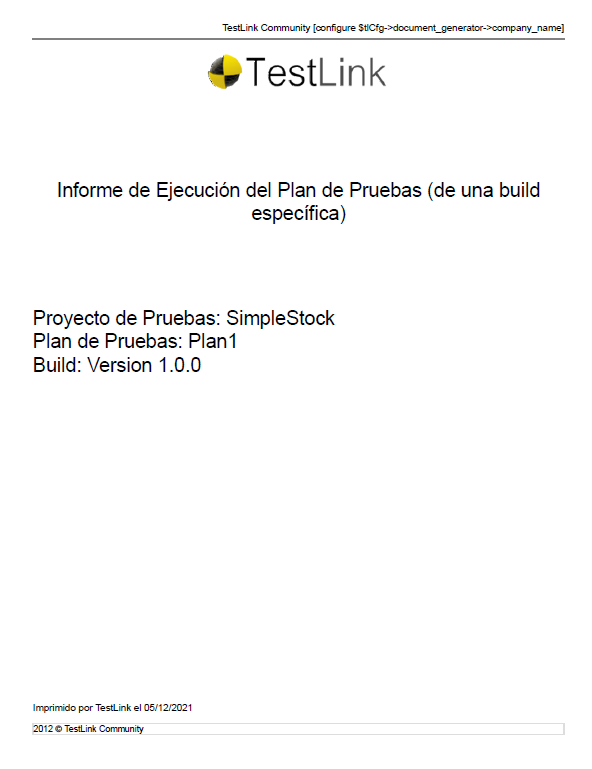 TestLink Community [configure $tlCfg->document_generator->company_name]
TestLink
Informe de Ejecución del Plan de Pruebas (de una build
específica)
Proyecto de Pruebas: SimpleStock
Plan de Pruebas: Plan1
Build: Version 1.0.0
Imprimido por TestLink el 05/12/2021
2012 © TestLink Community